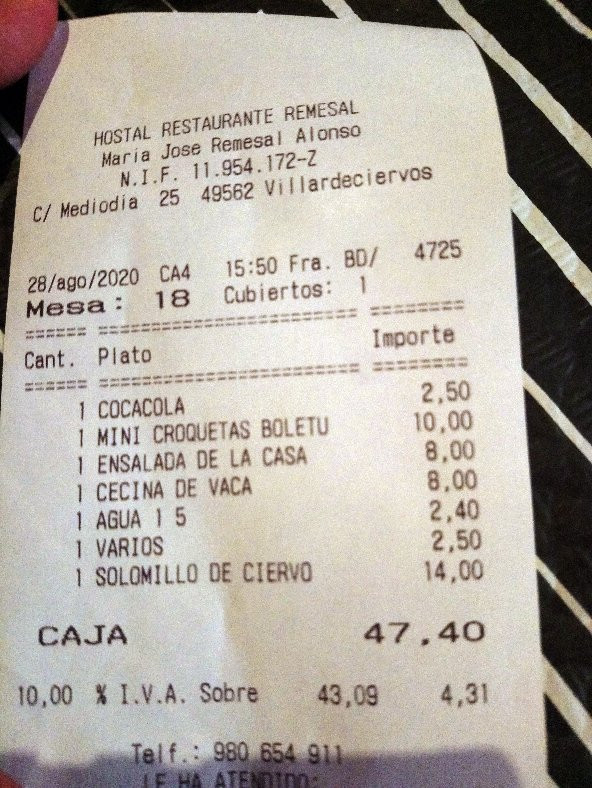 HOSTAL RESTAURANTE REMESAL
Maria Jose Remesal Alonso
N.I.F. 11.954.172-Z
C/ Mediodia 25 49562 Villardeciervos
28/ago/2020 CA4 15:50 Fra. BD/ 4725
Mesa: 18 Cubiertos: 1
====== ========================== ========
Cant. Plato Importe
====== ========================== ========
1 COCACOLA 2,50
1 MINI CROQUETAS BOLETU 10,00
1 ENSALADA DE LA CASA 8,00
1 CECINA DE VACA 8,00
1 AGUA 1 5 2,40
1 VARIOS 2,50
1 SOLOMILLO DE CIERVO 14,00
CAJA 47,40
10,00 % I.V.A. Sobre 43,09 4,31
Telf.: 980 654 911
LE HA ATENDIDO: